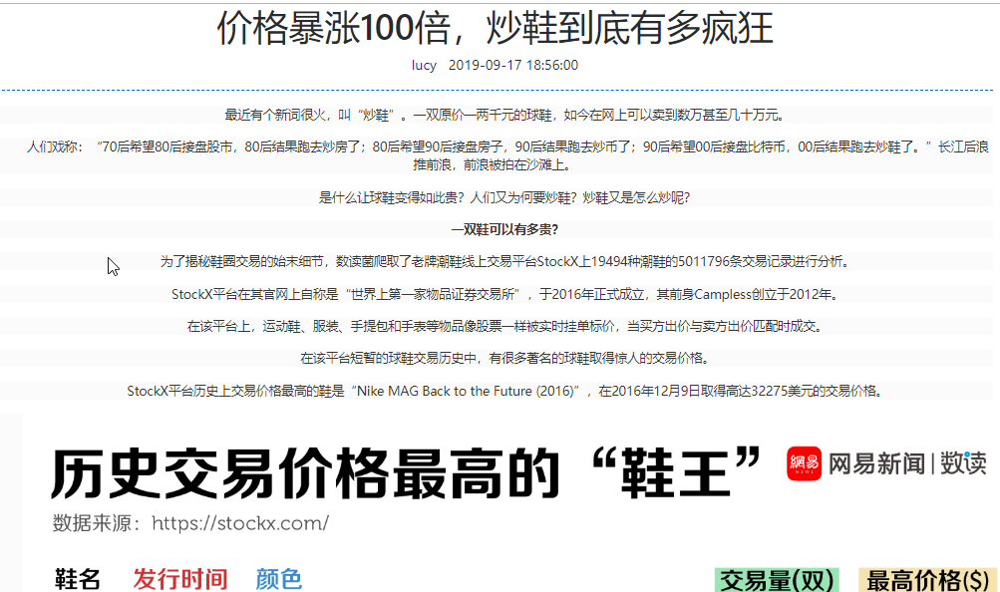 价格暴涨100倍，炒鞋到底有多疯狂
lucy 2019-09-17 18:56:00
最近有个新词很火，叫“炒鞋”。一双原价一两千元的球鞋，如今在网上可以卖到数万甚至几十万元。
人们戏称：“70后希望80后接盘股市，80后结果跑去炒房了；80后希望90后接盘房子，90后结果跑去炒币了；90后希望00后接盘比特币，00后结果跑去炒鞋了。”长江后浪
推前浪，前浪被拍在沙滩上。
是什么让球鞋变得如此贵？人们又为何要炒鞋？炒鞋又是怎么炒呢？
一双鞋可以有多贵？
为了揭秘鞋圈交易的始末细节，数读菌爬取了老牌潮鞋线上交易平台StockX上19494种潮鞋的5011796条交易记录进行分析。
StockX平台在其官网上自称是“世界上第一家物品证券交易所”，于2016年正式成立，其前身Campless创立于2012年。
在该平台上，运动鞋、服装、手提包和手表等物品像股票一样被实时挂单标价，当买方出价与卖方出价匹配时成交。
在该平台短暂的球鞋交易历史中，有很多著名的球鞋取得惊人的交易价格。
StockX平台历史上交易价格最高的鞋是“Nike MAG Back to the Future (2016)”，在2016年12月9日取得高达32275美元的交易价格。
历史交易价格最高的“鞋王” 網易 NEWS 网易新闻|数读
数据来源：https://stockx.com/
鞋名 发行时间 颜色 交易量(双) 最高价格($)